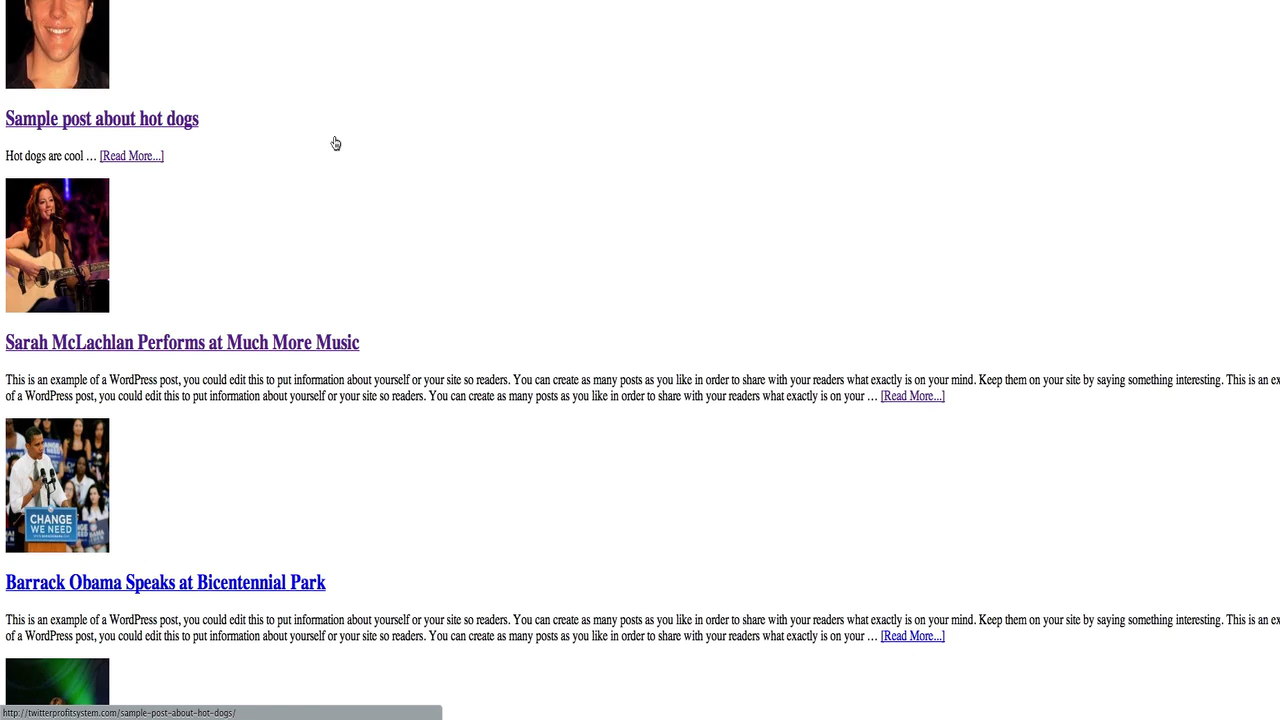 Sample post about hot dogs
Hot dogs are cool … [Read More...]
Sarah McLachlan Performs at Much More Music
This is an example of a WordPress post, you could edit this to put information about yourself or your site so readers. You can create as many posts as you like in order to share with your readers what exactly is on your mind. Keep them on your site by saying something interesting. This is an ex
of a WordPress post, you could edit this to put information about yourself or your site so readers. You can create as many posts as you like in order to share with your readers what exactly is on your … [Read More...]
CHANGE
WE NEED
Barrack Obama Speaks at Bicentennial Park
This is an example of a WordPress post, you could edit this to put information about yourself or your site so readers. You can create as many posts as you like in order to share with your readers what exactly is on your mind. Keep them on your site by saying something interesting. This is an ex
of a WordPress post, you could edit this to put information about yourself or your site so readers. You can create as many posts as you like in order to share with your readers what exactly is on your … [Read More...]
http://twitterprofitsystem.com/sample-post-about-hot-dogs/